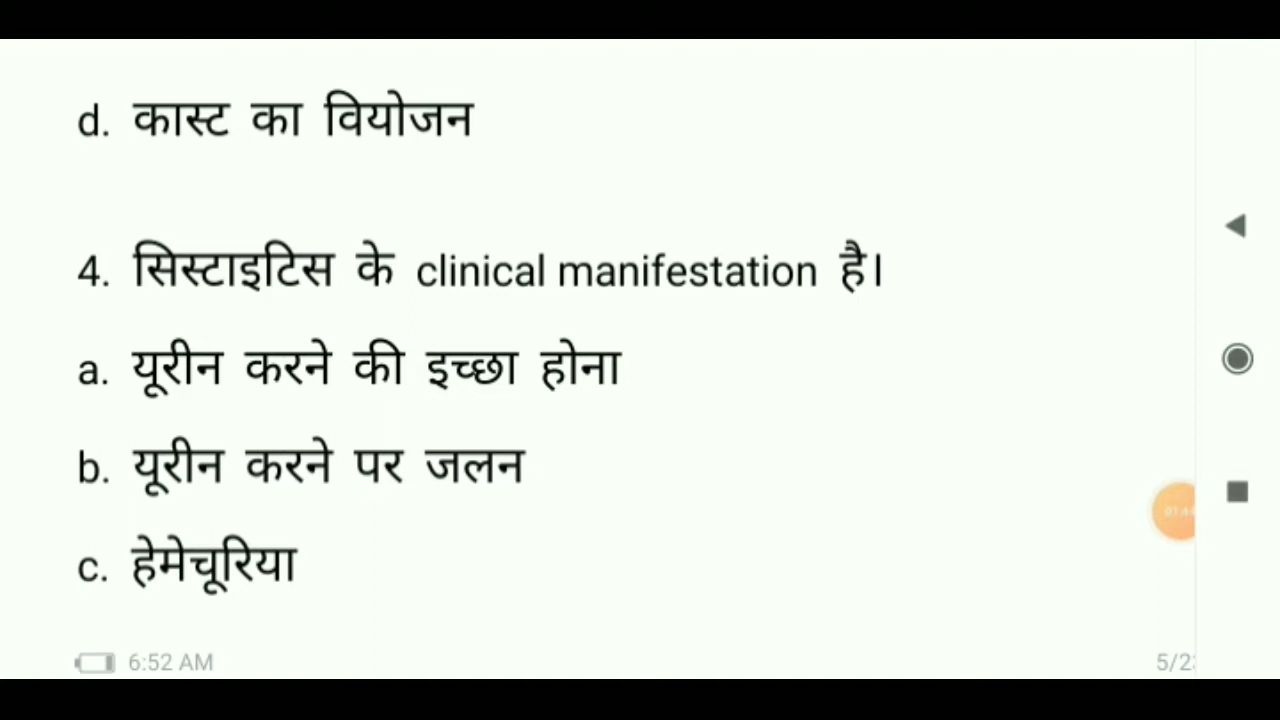 d. कास्ट का वियोजन
4. सिस्टाइटिस के clinical manifestation है।
a. यूरीन करने की इच्छा होना
b. यूरीन करने पर जलन
c. हेमेचूरिया
6:52 AM